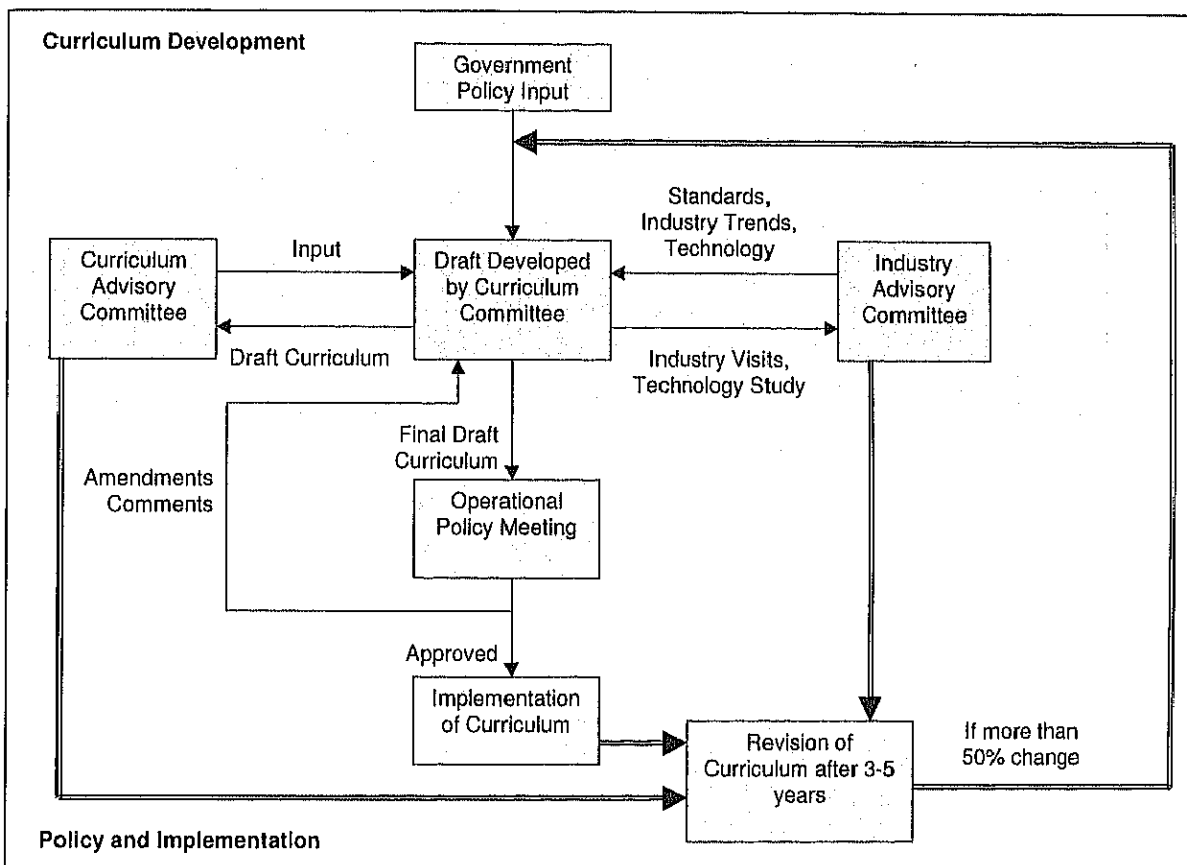 Curriculum Development
Government
Policy Input
Standards,
Industry Trends,
Technology
Input
Curriculum
Advisory
Committee
Draft Developed
by Curriculum
Committee
Industry
Advisory
Committee
Draft Curriculum
Industry Visits,
Technology Study
Final Draft
Curriculum
Amendments
Comments
Operational
Policy Meeting
Approved
Implementation
of Curriculum
Revision of
Curriculum after 3-5
years
If more than
50% change
Policy and Implementation